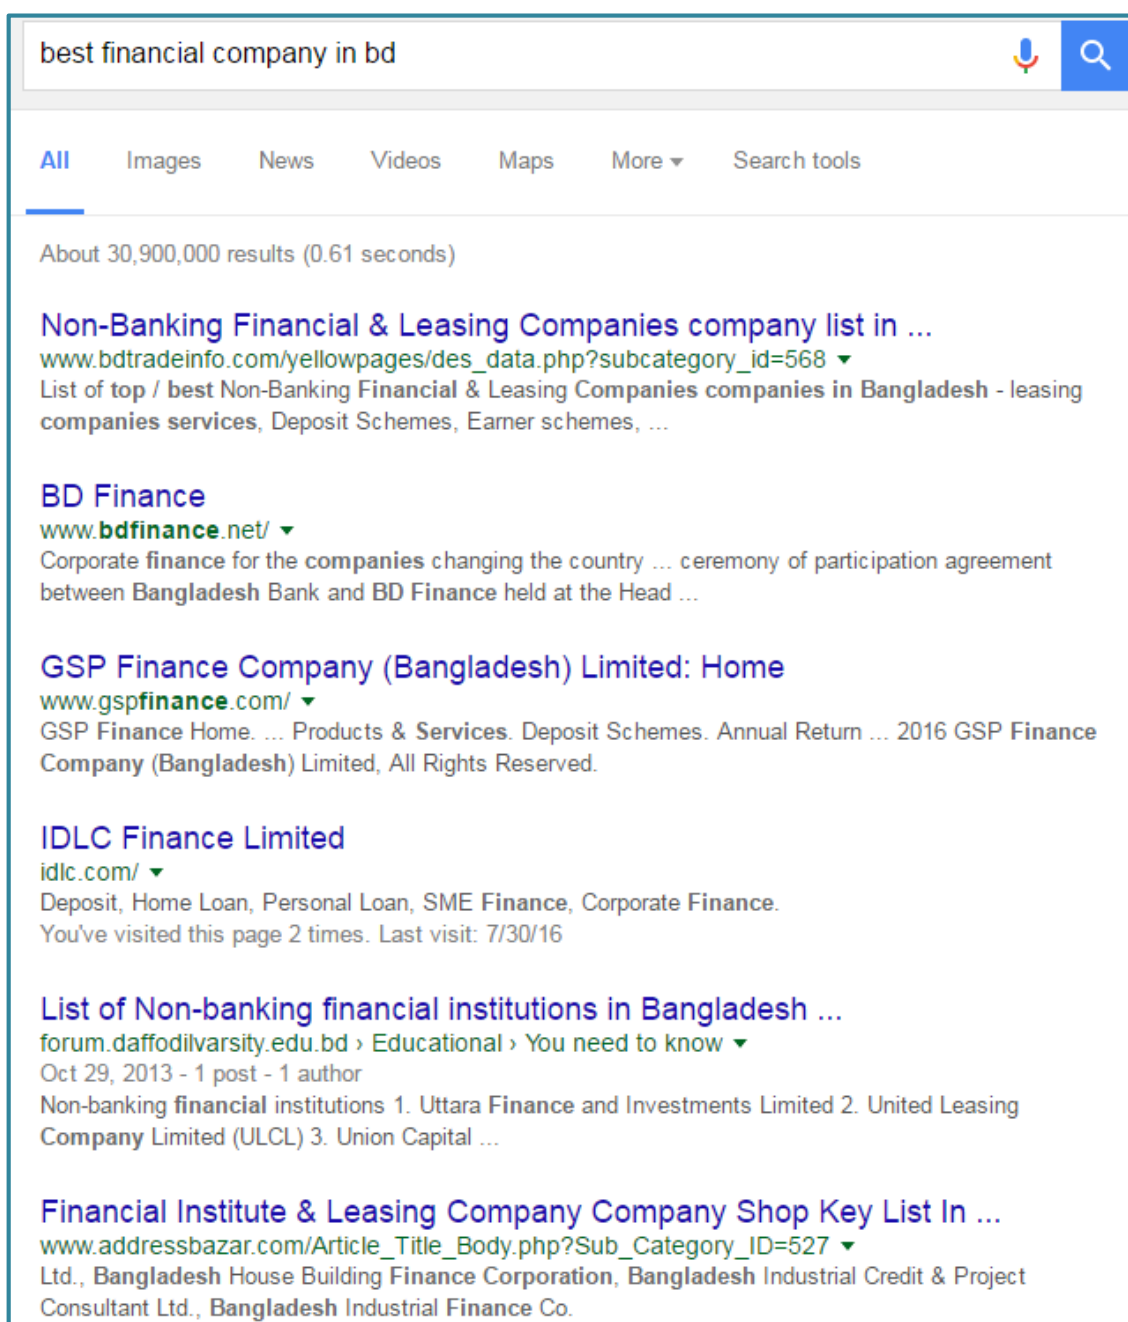 best financial company in bd
All Images News Videos Maps More Search tools
About 30,900,000 results (0.61 seconds)
Non-Banking Financial & Leasing Companies company list in ...
www.bdtradeinfo.com/yellowpages/des_data.php?subcategory_id=568
List of top / best Non-Banking Financial & Leasing Companies companies in Bangladesh - leasing
companies services, Deposit Schemes, Earner schemes, ...
BD Finance
www.bdfinance.net/
Corporate finance for the companies changing the country ... ceremony of participation agreement
between Bangladesh Bank and BD Finance held at the Head ...
GSP Finance Company (Bangladesh) Limited: Home
www.gspfinance.com/
GSP Finance Home. ... Products & Services. Deposit Schemes. Annual Return ... 2016 GSP Finance
Company (Bangladesh) Limited, All Rights Reserved.
IDLC Finance Limited
idlc.com/
Deposit, Home Loan, Personal Loan, SME Finance, Corporate Finance.
You've visited this page 2 times. Last visit: 7/30/16
List of Non-banking financial institutions in Bangladesh ...
forum.daffodilvarsity.edu.bd › Educational › You need to know
Oct 29, 2013 - 1 post - 1 author
Non-banking financial institutions 1. Uttara Finance and Investments Limited 2. United Leasing
Company Limited (ULCL) 3. Union Capital ...
Financial Institute & Leasing Company Company Shop Key List In ...
www.addressbazar.com/Article_Title_Body.php?Sub_Category_ID=527
Ltd., Bangladesh House Building Finance Corporation, Bangladesh Industrial Credit & Project
Consultant Ltd., Bangladesh Industrial Finance Co.